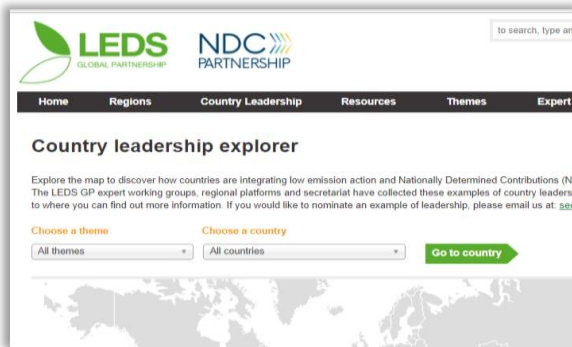 to search, type an
LEDS
GLOBAL PARTNERSHIP
NDC
PARTNERSHIP
Home Regions Country Leadership Resources Themes Expert
Country leadership explorer
Explore the map to discover how countries are integrating low emission action and Nationally Determined Contributions (N
The LEDS GP expert working groups, regional platforms and secretariat have collected these examples of country leaders
to where you can find out more information. If you would like to nominate an example of leadership, please email us at: sec
Choose a theme Choose a country
All themes All countries Go to country